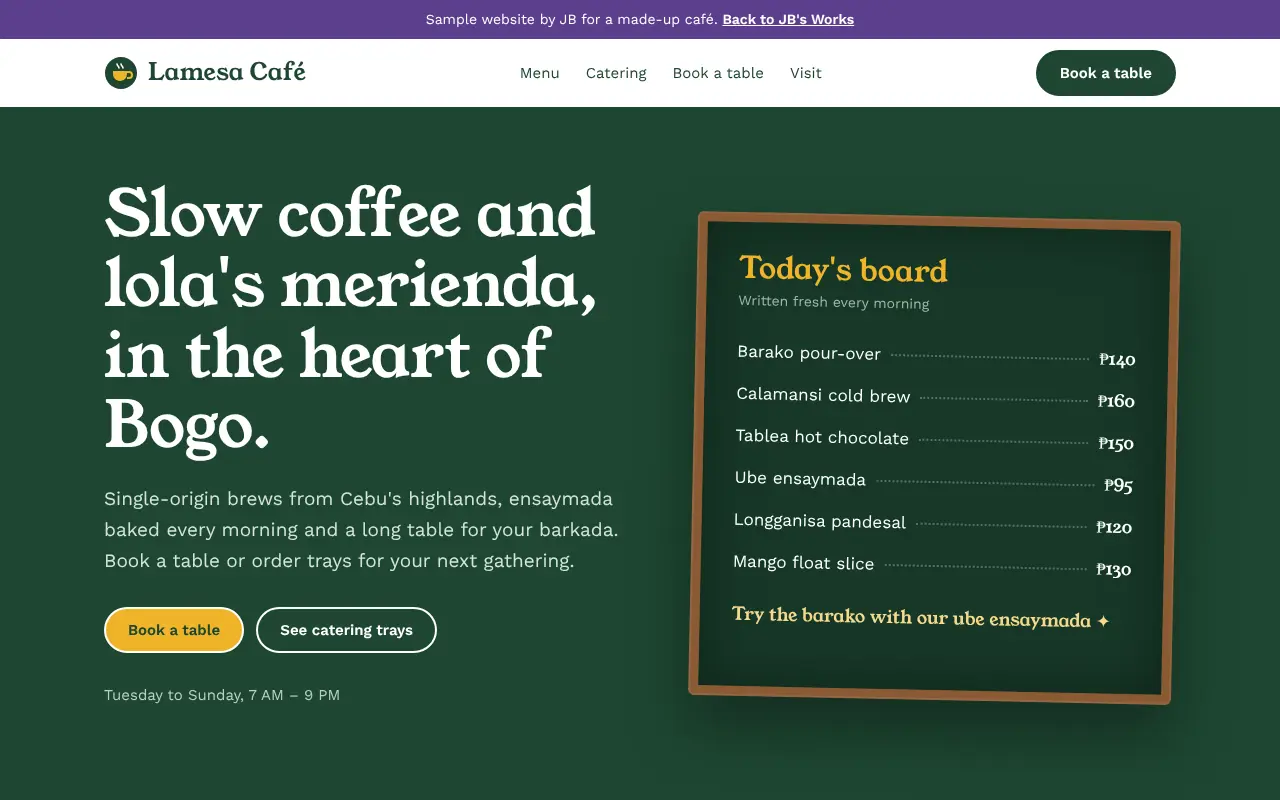 Sample website by JB for a made-up café. Back to JB's Works
Lamesa Café
Menu
Catering
Book a table
Visit
Book a table
Slow coffee and
lola's merienda,
in the heart of
Bogo.
Single-origin brews from Cebu's highlands, ensaymada
baked every morning and a long table for your barkada.
Book a table or order trays for your next gathering.
Book a table
See catering trays
Tuesday to Sunday, 7 AM – 9 PM
Today's board
Written fresh every morning
Barako pour-over ₱140
Calamansi cold brew ₱160
Tablea hot chocolate ₱150
Ube ensaymada ₱95
Longganisa pandesal ₱120
Mango float slice ₱130
Try the barako with our ube ensaymada ✦